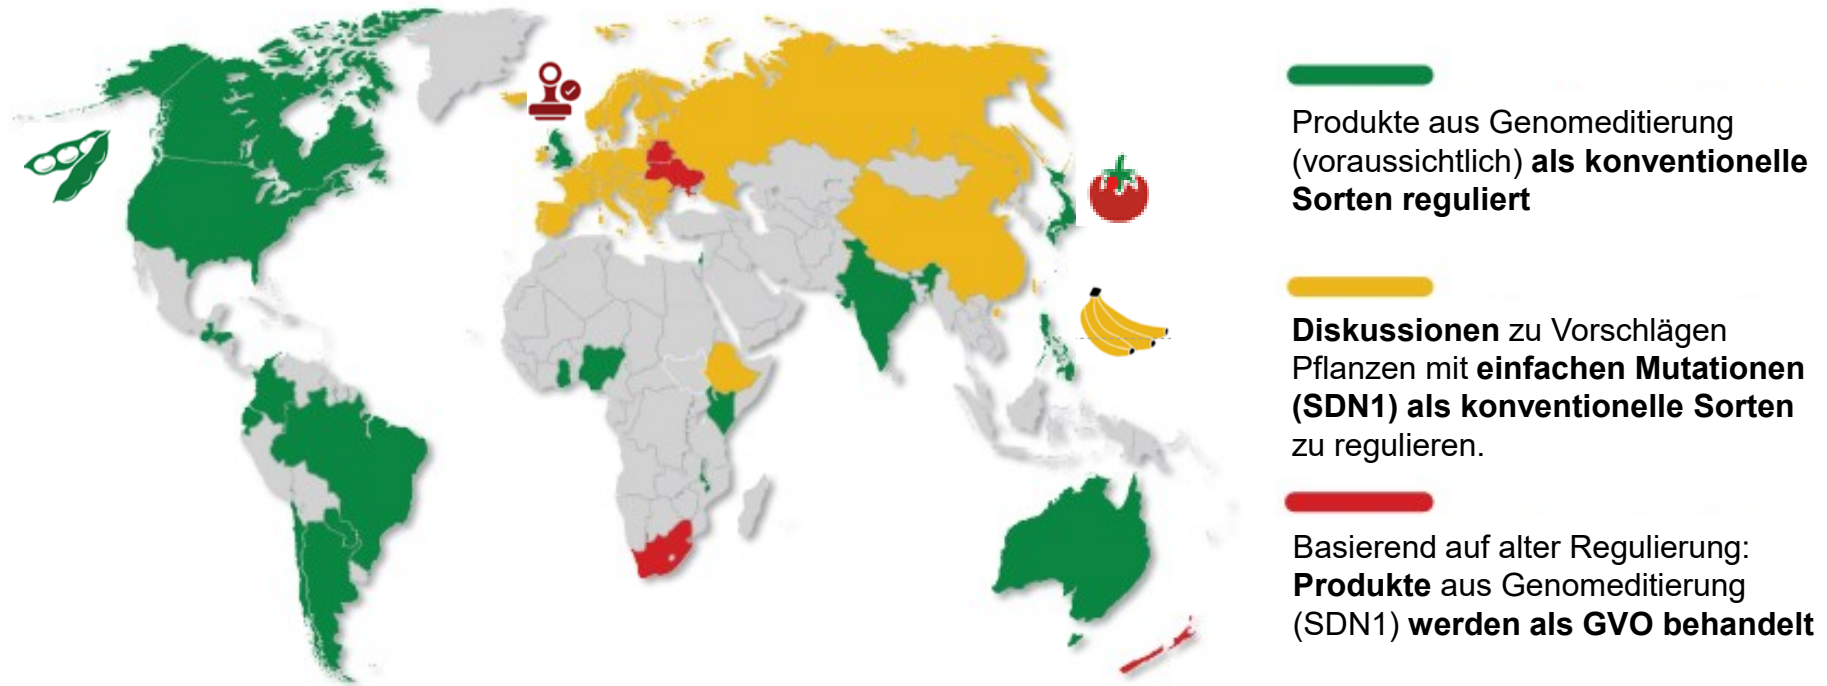 Produkte aus Genomeditierung
(voraussichtlich) als konventionelle
Sorten reguliert
Diskussionen zu Vorschlägen
Pflanzen mit einfachen Mutationen
(SDN1) als konventionelle Sorten
zu regulieren.
Basierend auf alter Regulierung:
Produkte aus Genomeditierung
(SDN1) werden als GVO behandelt